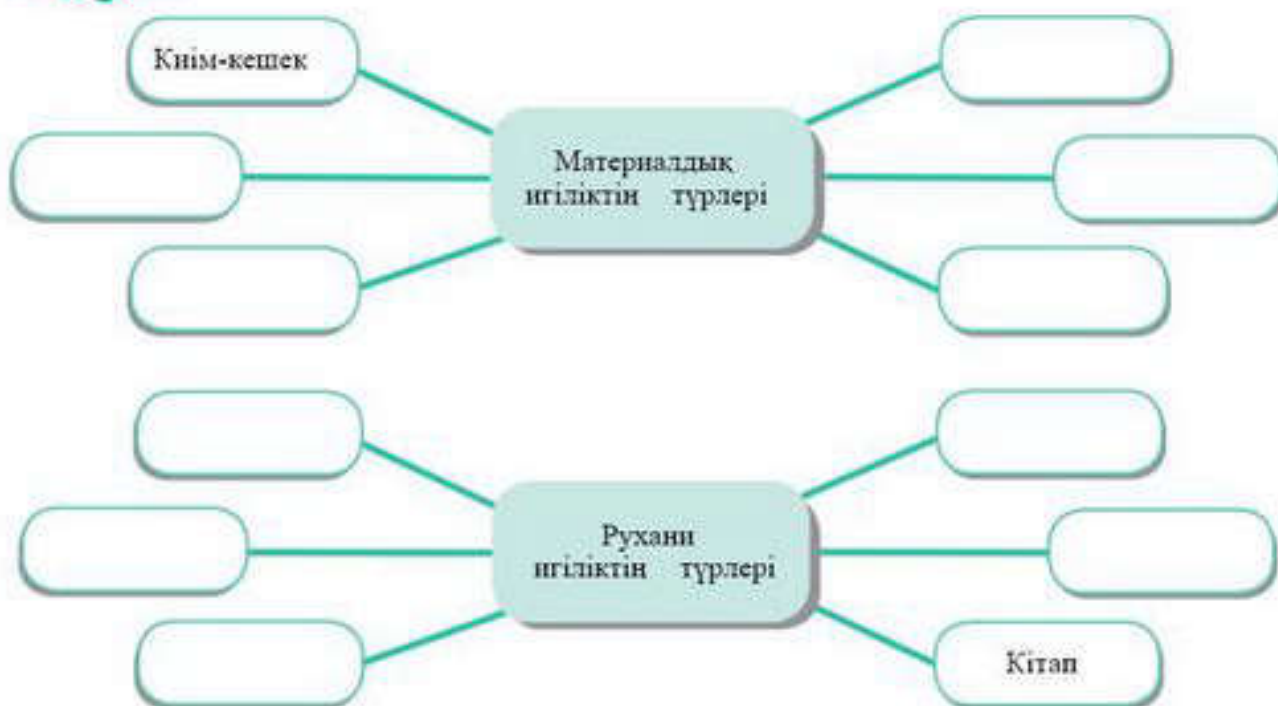 Киім-кешек
Материалдық
игіліктің түрлері
Рухани
игіліктің түрлері
Кітап